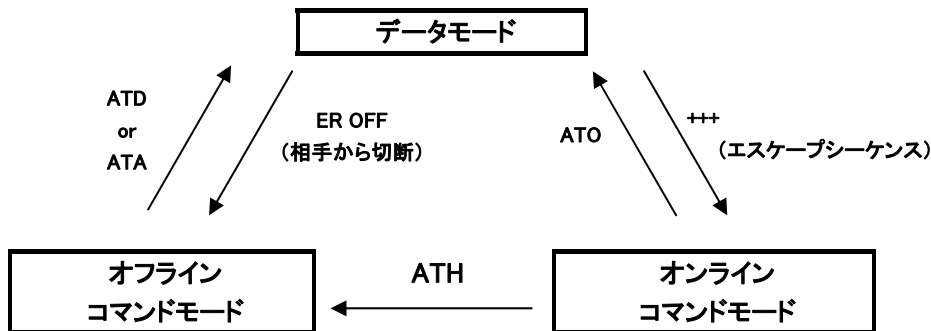 データモード
ATD
or
ATA
ER OFF
（相手から切断）
ATO
+++
（エスケープシーケンス）
オフライン
コマンドモード
ATH
オンライン
コマンドモード